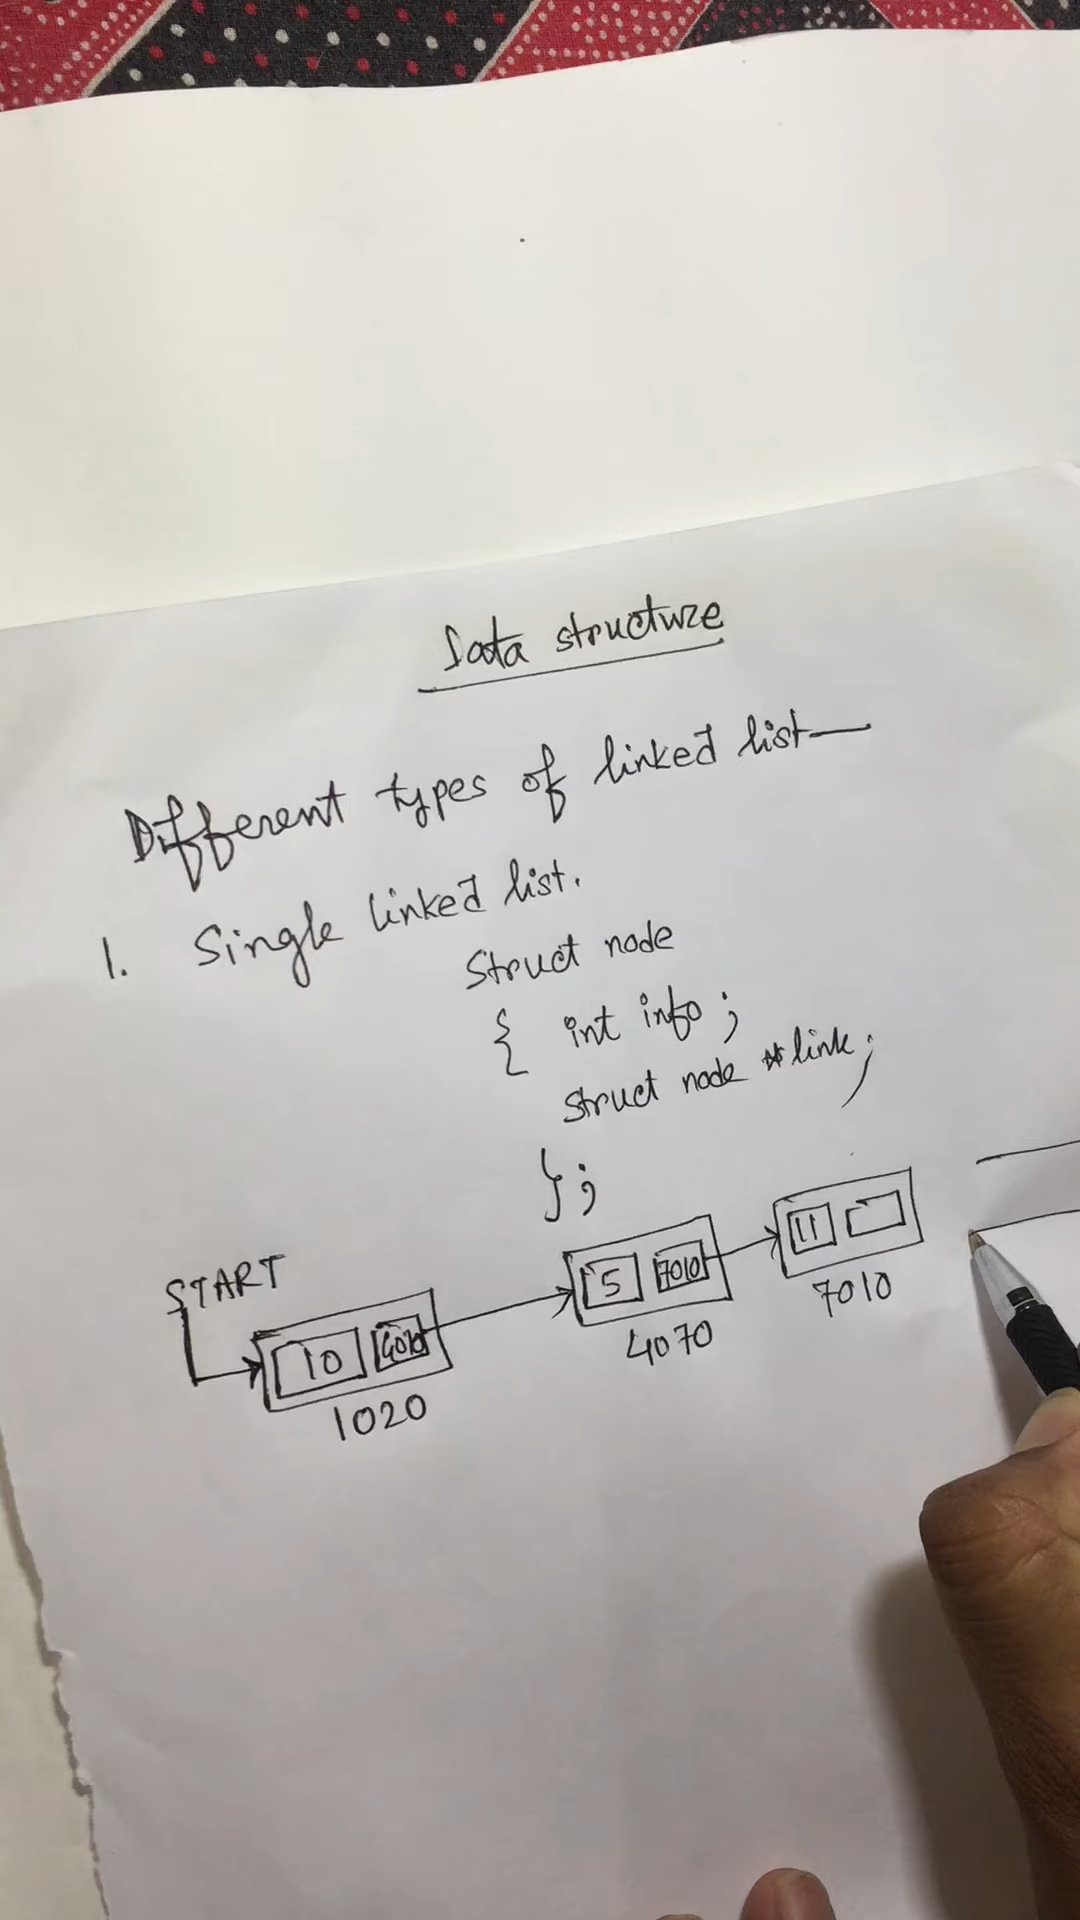 Data structure
Different types of linked list—
1. Single linked list.
struct node
{ int info;
struct node *link;
};
START
10
5 7010
11
1020
4070
7010